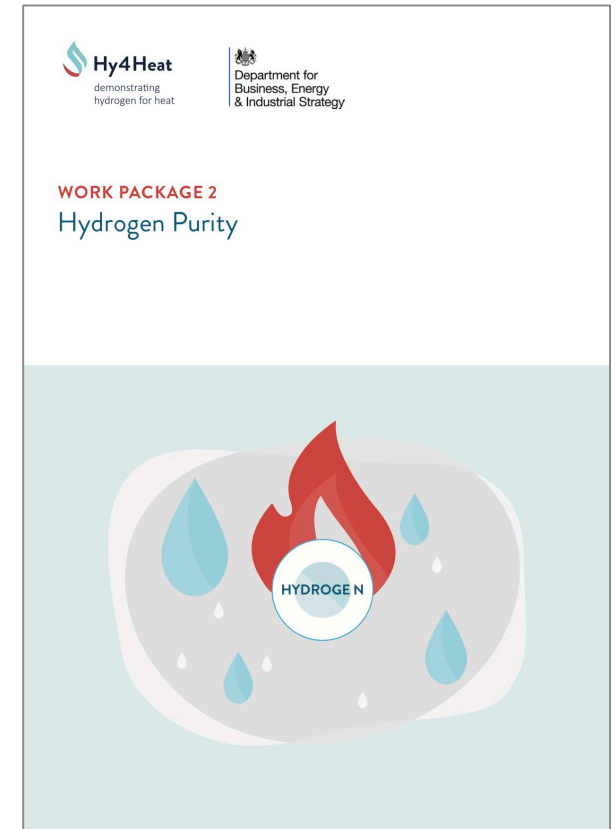 Hy4Heat
demonstrating
hydrogen for heat
Department for
Business, Energy
& Industrial Strategy
WORK PACKAGE 2
Hydrogen Purity
HYDROGE N